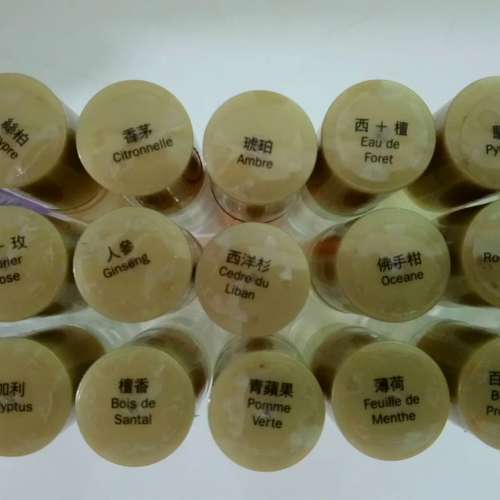 絲柏
香茅
Citronnelle
琥珀
Ambre
西 + 檀
Eau de
Foret
人參
Ginseng
西洋杉
Cedre du
Liban
佛手柑
Oceane
檀香
Bois de
Santal
青蘋果
Pomme
Verte
薄荷
Feuille de
Menthe